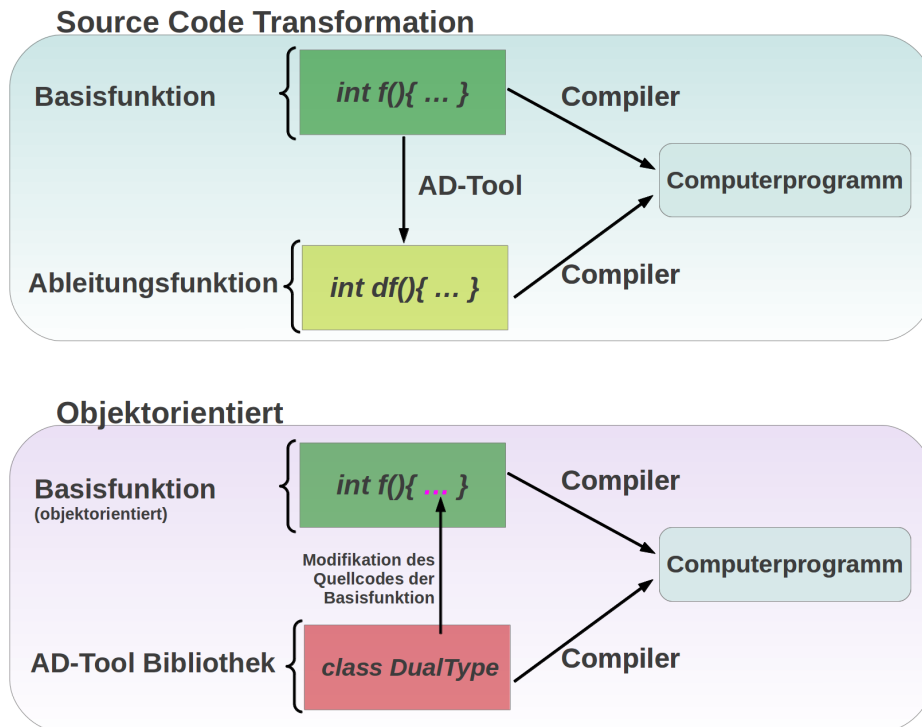 Source Code Transformation
Basisfunktion
int f(){ ... }
Compiler
AD-Tool
Computerprogramm
Ableitungsfunktion
int df(){ ... }
Compiler
Objektorientiert
Basisfunktion
(objektorientiert)
int f(){ ... }
Compiler
Modifikation des
Quellcodes der
Basisfunktion
Computerprogramm
AD-Tool Bibliothek
class DualType
Compiler